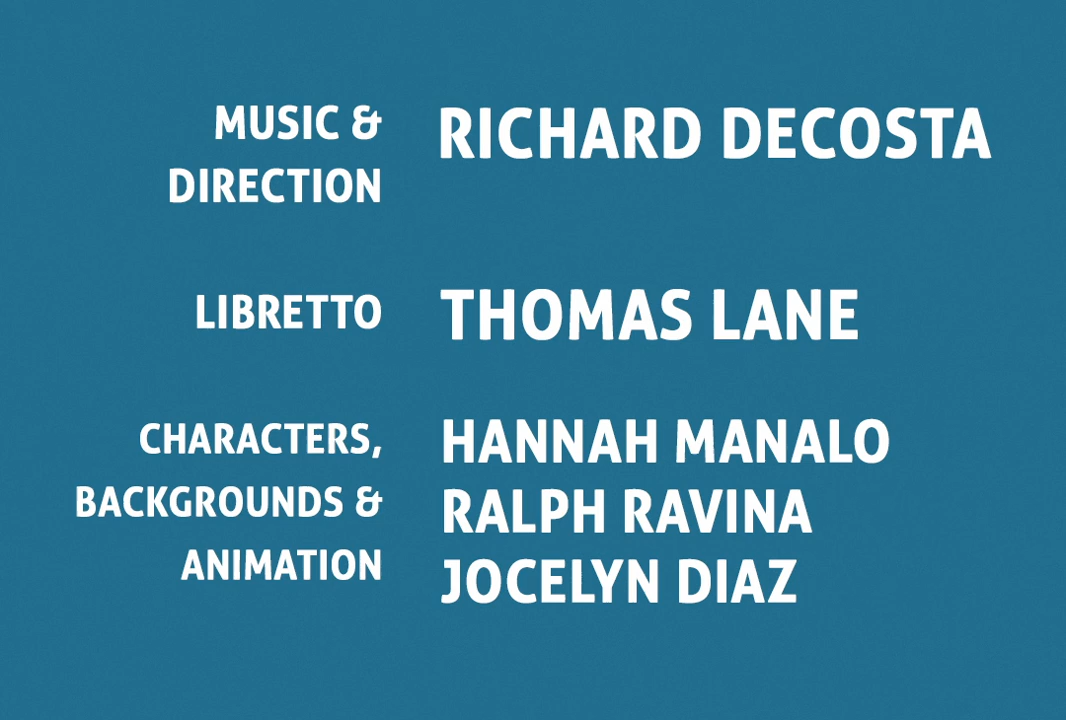 MUSIC &
DIRECTION
RICHARD DECOSTA
LIBRETTO
THOMAS LANE
CHARACTERS,
BACKGROUNDS &
ANIMATION
HANNAH MANALO
RALPH RAVINA
JOCELYN DIAZ